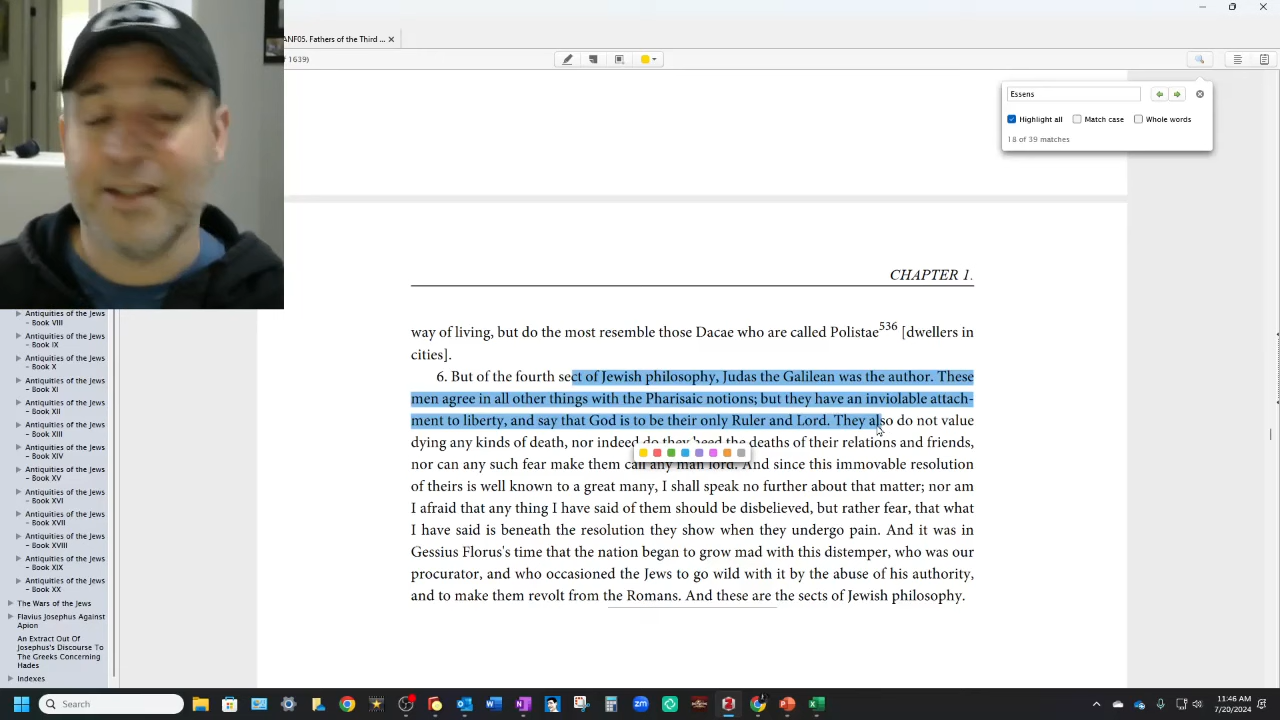 ANF05. Fathers of the Third ...
1639)
Essens
Highlight all
Match case
Whole words
18 of 39 matches
CHAPTER 1.
way of living, but do the most resemble those Dacae who are called Polistae536 [dwellers in
cities].
6. But of the fourth sect of Jewish philosophy, Judas the Galilean was the author. These
men agree in all other things with the Pharisaic notions; but they have an inviolable attach-
ment to liberty, and say that God is to be their only Ruler and Lord. They also do not value
dying any kinds of death, nor indeed do they heed the deaths of their relations and friends,
nor can any such fear make them call any man lord. And since this immovable resolution
of theirs is well known to a great many, I shall speak no further about that matter; nor am
I afraid that any thing I have said of them should be disbelieved, but rather fear, that what
I have said is beneath the resolution they show when they undergo pain. And it was in
Gessius Florus's time that the nation began to grow mad with this distemper, who was our
procurator, and who occasioned the Jews to go wild with it by the abuse of his authority,
and to make them revolt from the Romans. And these are the sects of Jewish philosophy.
Antiquities of the Jews
– Book VIII
Antiquities of the Jews
– Book IX
Antiquities of the Jews
– Book X
Antiquities of the Jews
– Book XI
Antiquities of the Jews
– Book XII
Antiquities of the Jews
– Book XIII
Antiquities of the Jews
– Book XIV
Antiquities of the Jews
– Book XV
Antiquities of the Jews
– Book XVI
Antiquities of the Jews
– Book XVII
Antiquities of the Jews
– Book XVIII
Antiquities of the Jews
– Book XIX
Antiquities of the Jews
– Book XX
The Wars of the Jews
Flavius Josephus Against
Apion
An Extract Out Of
Josephus's Discourse To
The Greeks Concerning
Hades
Indexes
Search
11:46 AM
7/20/2024